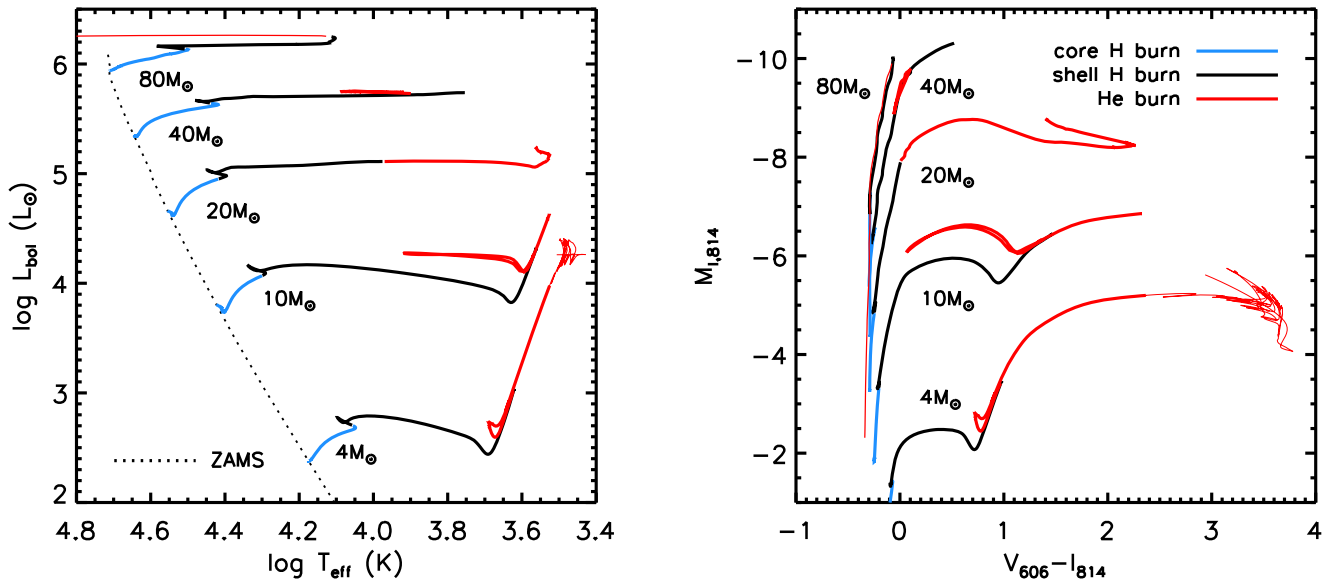 log L_bol (L_⊙)
6
5
4
3
2
80M_⊙
40M_⊙
20M_⊙
10M_⊙
4M_⊙
ZAMS
4.8 4.6 4.4 4.2 4.0 3.8 3.6 3.4
log T_eff (K)
M_I,814
-10
-8
-6
-4
-2
core H burn
shell H burn
He burn
80M_⊙
40M_⊙
20M_⊙
10M_⊙
4M_⊙
-1 0 1 2 3 4
V_606-I_814